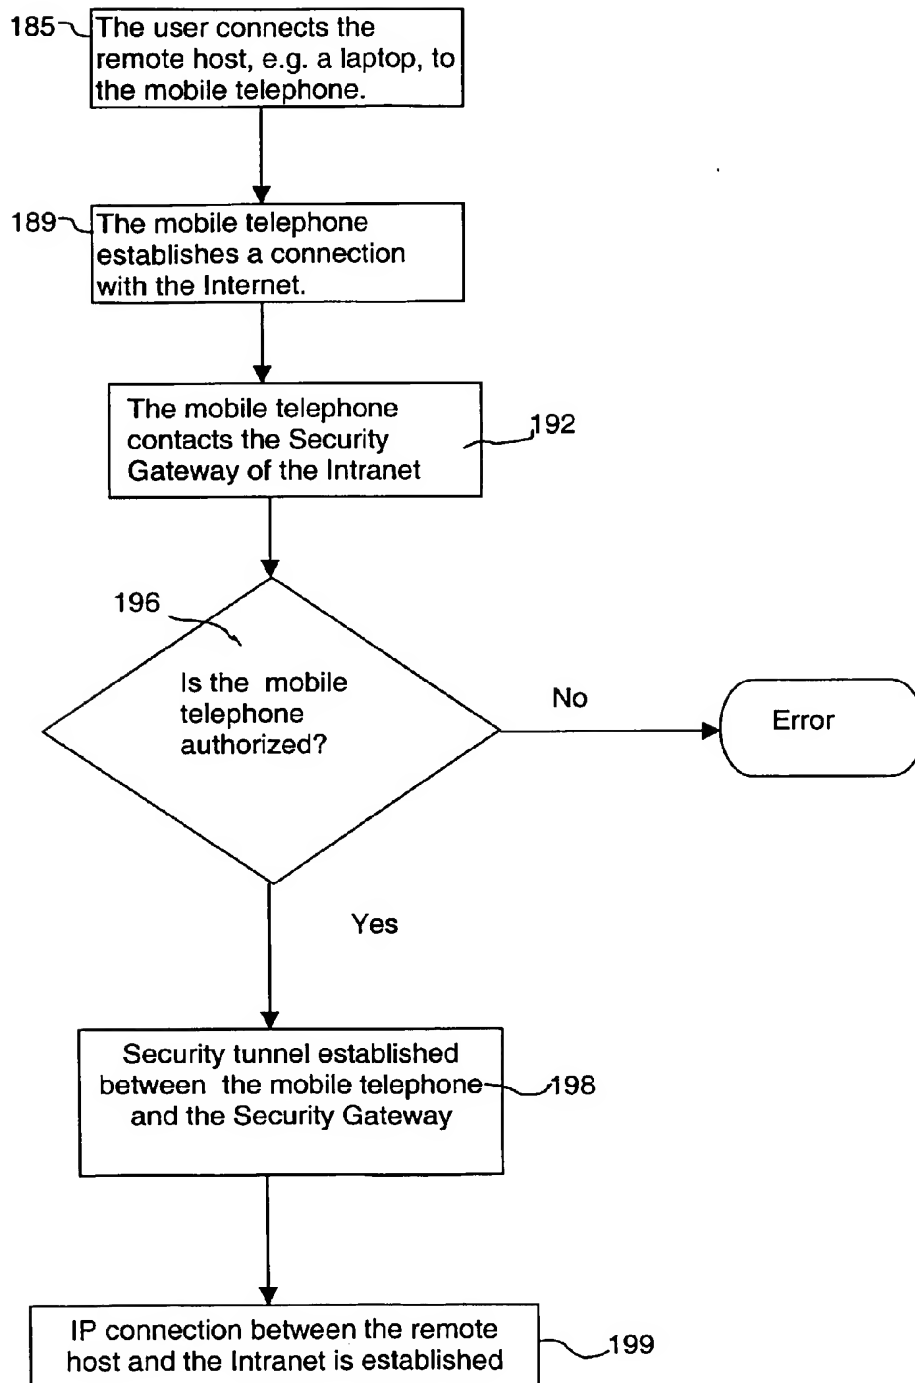 185
The user connects the
remote host, e.g. a laptop, to
the mobile telephone.
189
The mobile telephone
establishes a connection
with the Internet.
The mobile telephone
contacts the Security
Gateway of the Intranet
192
196
Is the mobile
telephone
authorized?
No
Error
Yes
Security tunnel established
between the mobile telephone
and the Security Gateway
198
IP connection between the remote
host and the Intranet is established
199